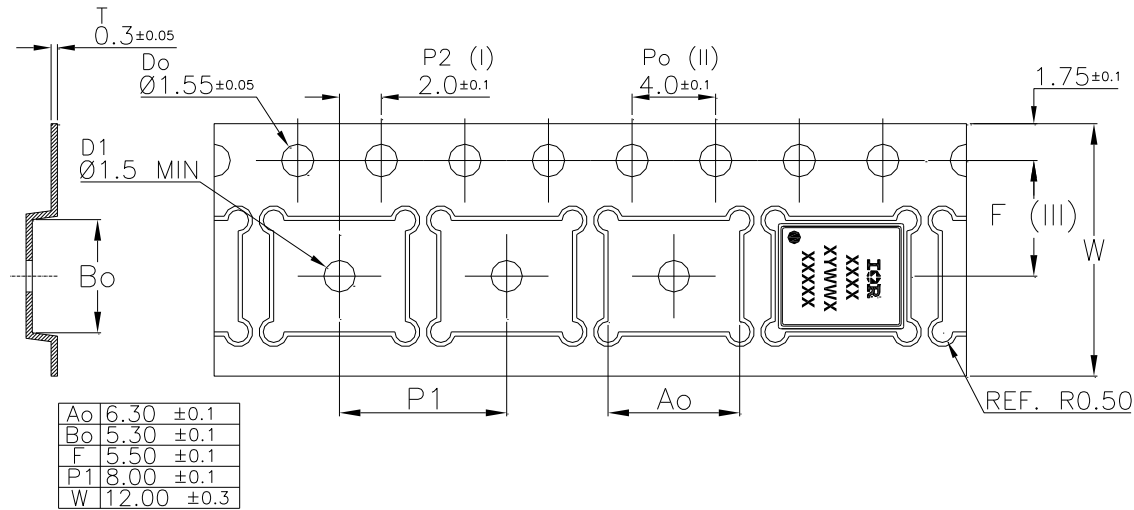 T
0.3±0.05
Do
Ø1.55±0.05
P2 (I)
2.0±0.1
Po (II)
4.0±0.1
1.75±0.1
D1
Ø1.5 MIN
F (III)
W
Bo
IOR
XXXX
XYWWX
XXXXX
P1
Ao
REF. R0.50
Ao 6.30 ±0.1
Bo 5.30 ±0.1
F 5.50 ±0.1
P1 8.00 ±0.1
W 12.00 ±0.3